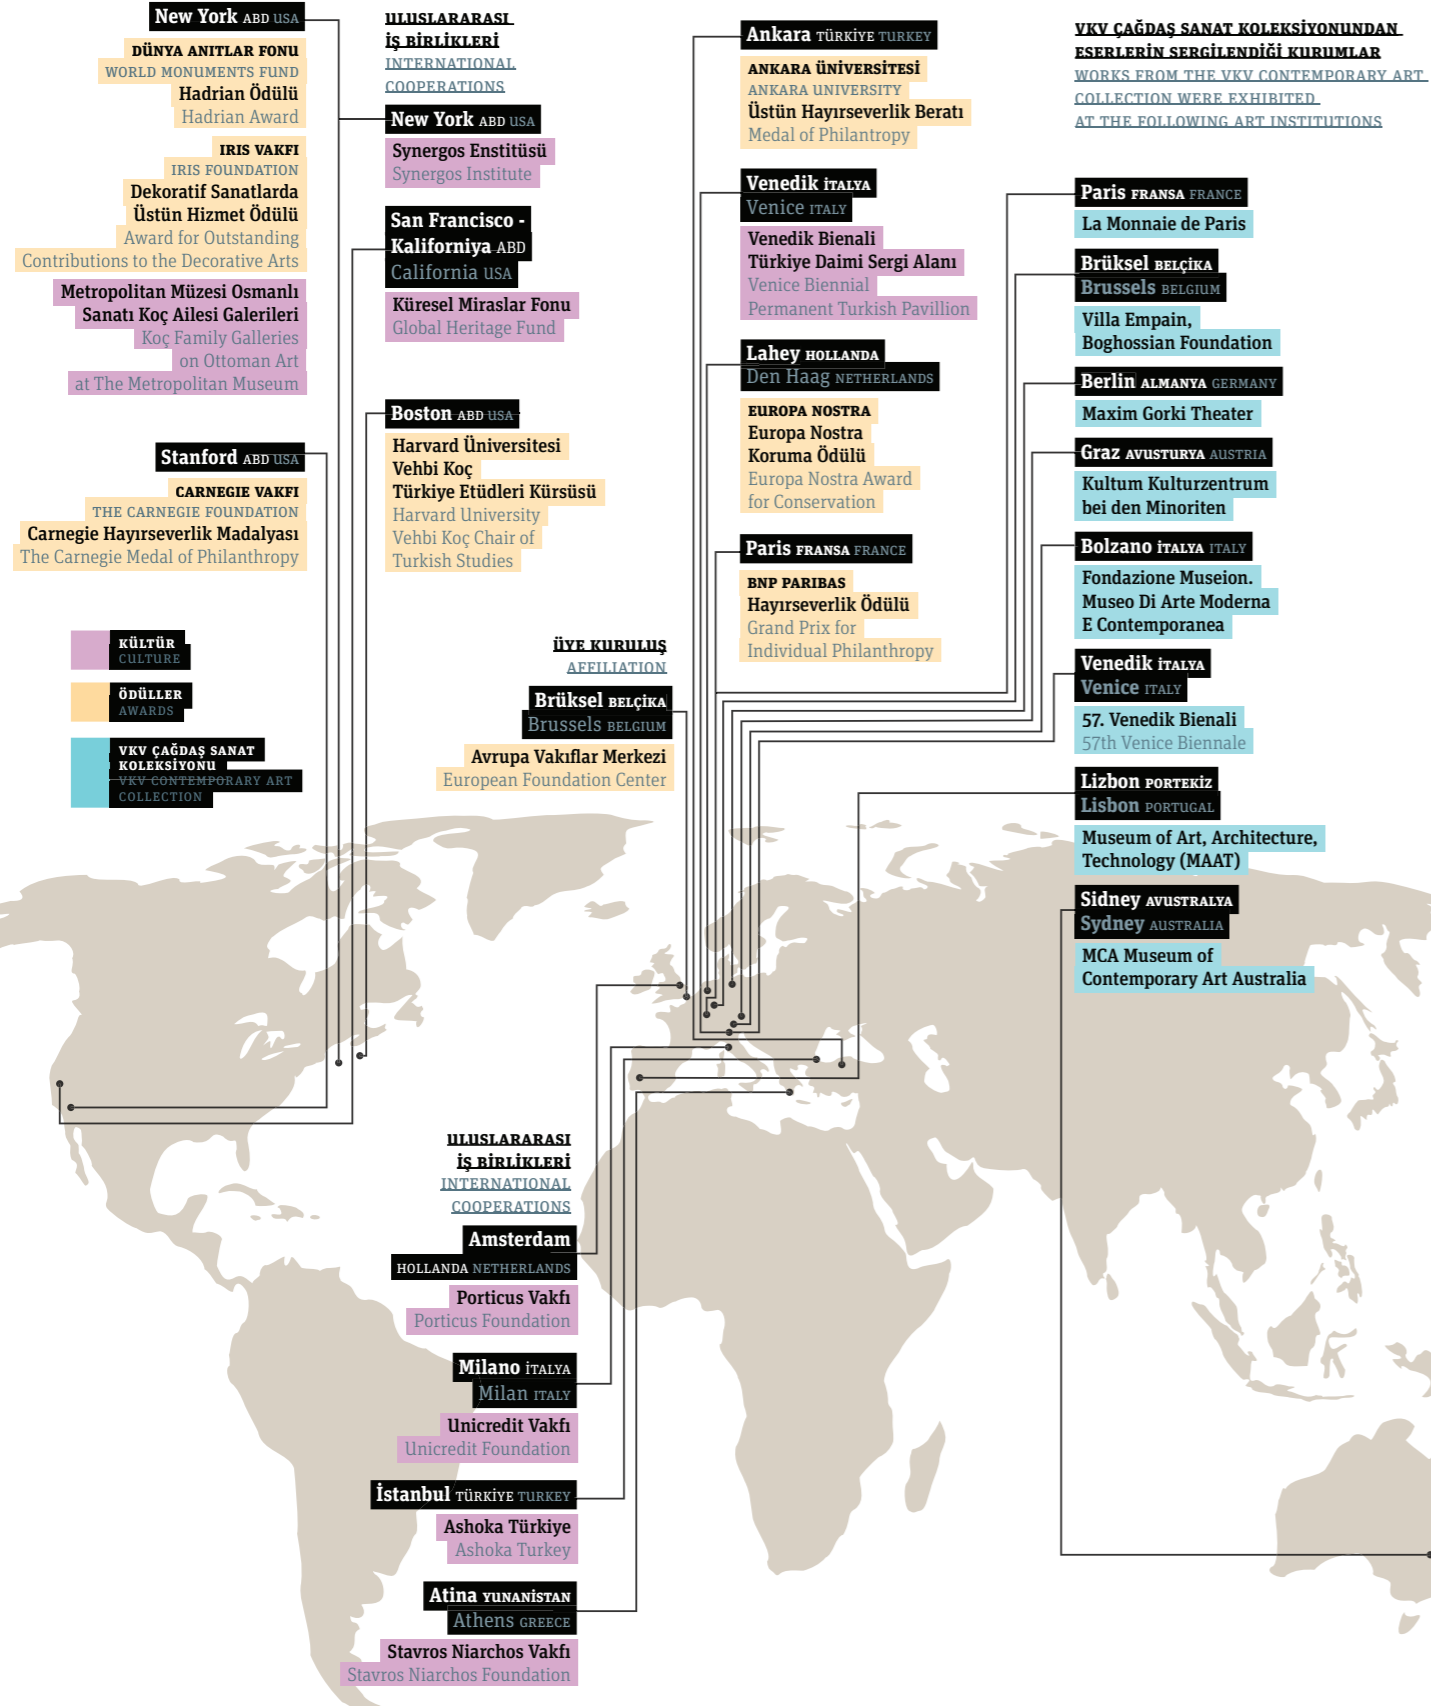 New York ABD USA
DÜNYA ANITLAR FONU
WORLD MONUMENTS FUND
Hadrian Ödülü
Hadrian Award
IRIS VAKFI
IRIS FOUNDATION
Dekoratif Sanatlarda
Üstün Hizmet Ödülü
Award for Outstanding
Contributions to the Decorative Arts
Metropolitan Müzesi Osmanlı
Sanatı Koç Ailesi Galerileri
Koç Family Galleries
on Ottoman Art
at The Metropolitan Museum
Stanford ABD USA
CARNEGIE VAKFI
THE CARNEGIE FOUNDATION
Carnegie Hayırseverlik Madalyası
The Carnegie Medal of Philanthropy
KÜLTÜR
CULTURE
ÖDÜLLER
AWARDS
VKV ÇAĞDAŞ SANAT
KOLEKSİYONU
VKV CONTEMPORARY ART
COLLECTION
ULUSLARARASI
İŞ BİRLİKLERİ
INTERNATIONAL
COOPERATIONS
New York ABD USA
Synergos Enstitüsü
Synergos Institute
San Francisco -
Kaliforniya ABD
California USA
Küresel Miraslar Fonu
Global Heritage Fund
Boston ABD USA
Harvard Üniversitesi
Vehbi Koç
Türkiye Etüdleri Kürsüsü
Harvard University
Vehbi Koç Chair of
Turkish Studies
ÜYE KURULUŞ
AFFILIATION
Brüksel BELÇİKA
Brussels BELGIUM
Avrupa Vakıflar Merkezi
European Foundation Center
Ankara TÜRKİYE TURKEY
ANKARA ÜNİVERSİTESİ
ANKARA UNIVERSITY
Üstün Hayırseverlik Beratı
Medal of Philantropy
Venedik İTALYA
Venice ITALY
Venedik Bienali
Türkiye Daimi Sergi Alanı
Venice Biennial
Permanent Turkish Pavillion
Lahey HOLLANDA
Den Haag NETHERLANDS
EUROPA NOSTRA
Europa Nostra
Koruma Ödülü
Europa Nostra Award
for Conservation
Paris FRANSA FRANCE
BNP PARIBAS
Hayırseverlik Ödülü
Grand Prix for
Individual Philanthropy
VKV ÇAĞDAŞ SANAT KOLEKSİYONUNDAN
ESERLERİN SERGİLENDİĞİ KURUMLAR
WORKS FROM THE VKV CONTEMPORARY ART
COLLECTION WERE EXHIBITED
AT THE FOLLOWING ART INSTITUTIONS
Paris FRANSA FRANCE
La Monnaie de Paris
Brüksel BELÇİKA
Brussels BELGIUM
Villa Empain,
Boghossian Foundation
Berlin ALMANYA GERMANY
Maxim Gorki Theater
Graz AVUSTURYA AUSTRIA
Kultum Kulturzentrum
bei den Minoriten
Bolzano İTALYA ITALY
Fondazione Museion.
Museo Di Arte Moderna
E Contemporanea
Venedik İTALYA
Venice ITALY
57. Venedik Bienali
57th Venice Biennale
Lizbon PORTEKİZ
Lisbon PORTUGAL
Museum of Art, Architecture,
Technology (MAAT)
Sidney AVUSTRALYA
Sydney AUSTRALIA
MCA Museum of
Contemporary Art Australia
ULUSLARARASI
İŞ BİRLİKLERİ
INTERNATIONAL
COOPERATIONS
Amsterdam
HOLLANDA NETHERLANDS
Porticus Vakfı
Porticus Foundation
Milano İTALYA
Milan ITALY
Unicredit Vakfı
Unicredit Foundation
İstanbul TÜRKİYE TURKEY
Ashoka Türkiye
Ashoka Turkey
Atina YUNANİSTAN
Athens GREECE
Stavros Niarchos Vakfı
Stavros Niarchos Foundation